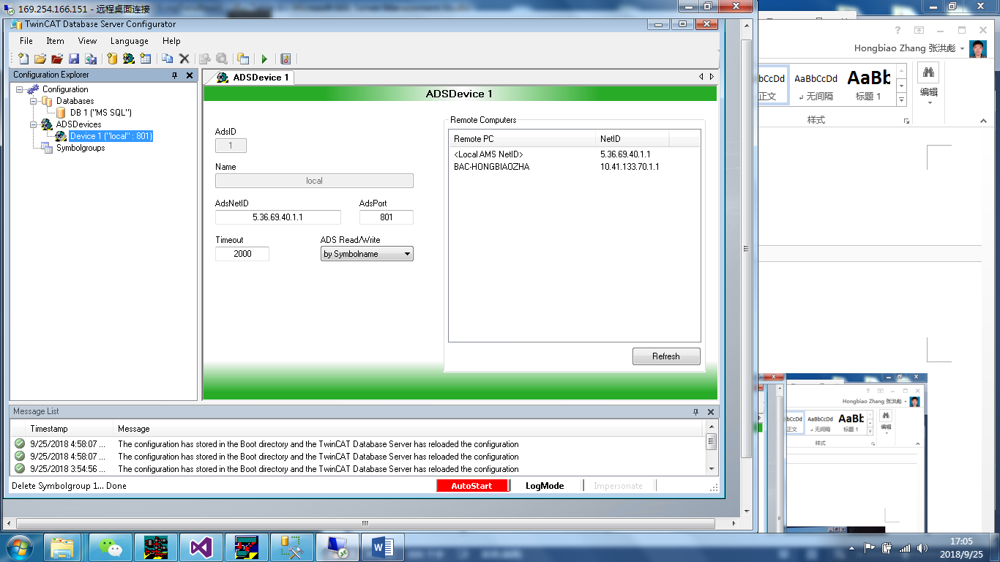 169.254.166.151 - 远程桌面连接
TwinCAT Database Server Configurator
File Item View Language Help
Configuration Explorer
Configuration
Databases
DB 1 ("MS SQL")
ADSDevices
Device 1 ("local" : 801)
Symbolgroups
ADSDevice 1
ADSDevice 1
AdsID
1
Name
local
AdsNetID AdsPort
5.36.69.40.1.1 801
Timeout ADS Read/Write
2000 by Symbolname
Remote Computers
Remote PC NetID
<Local AMS NetID> 5.36.69.40.1.1
BAC-HONGBIAOZHA 10.41.133.70.1.1
Refresh
Message List
Timestamp Message
9/25/2018 4:58:07 ... The configuration has stored in the Boot directory and the TwinCAT Database Server has reloaded the configuration
9/25/2018 4:58:07 ... The configuration has stored in the Boot directory and the TwinCAT Database Server has reloaded the configuration
9/25/2018 3:54:56 ... The configuration has stored in the Boot directory and the TwinCAT Database Server has reloaded the configuration
Delete Symbolgroup 1... Done AutoStart LogMode Impersonate
Hongbiao Zhang 张洪彪
bCcDd AaBbCcDd AaBb
正文 ↲ 无间隔 标题 1
编辑
样式
Hongbiao Zhang 张洪彪
bCcDd AaBbCcDd AaBb
正文 ↲ 无间隔 标题 1
编辑
样式
17:05
2018/9/25